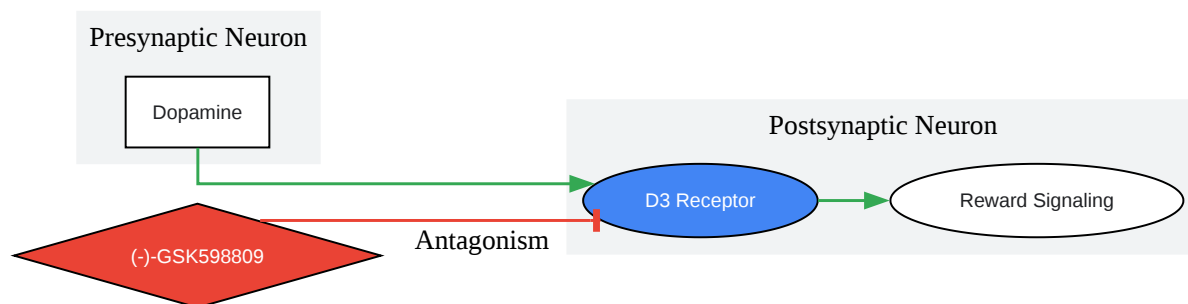 Presynaptic Neuron
Dopamine
Postsynaptic Neuron
D3 Receptor
Reward Signaling
Antagonism
(-)-GSK598809